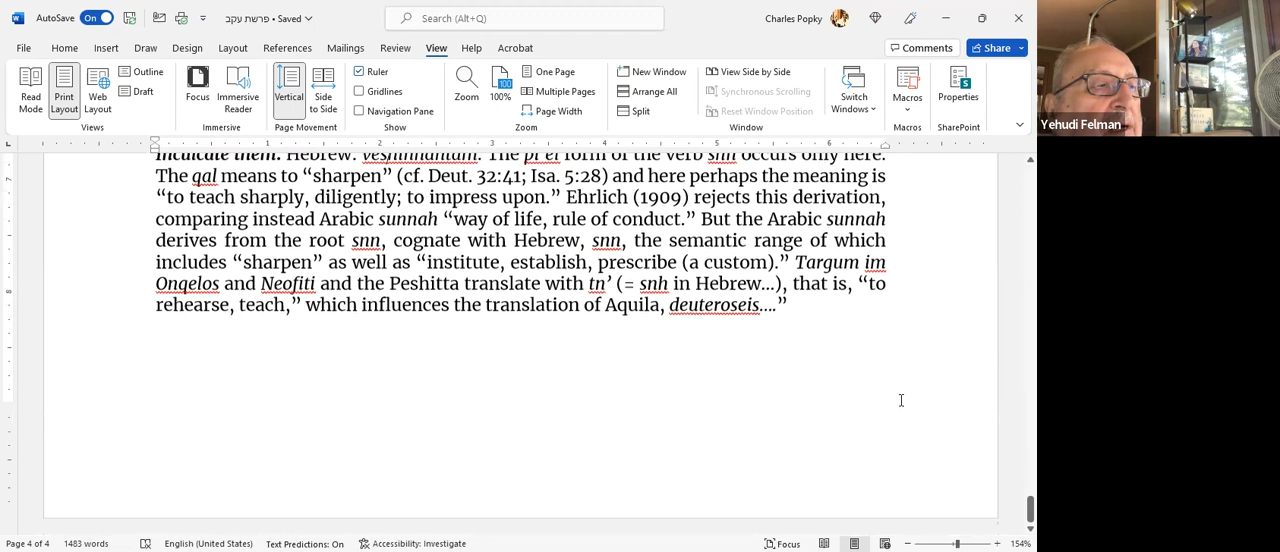 AutoSave On פרשת עקב • Saved Search (Alt+Q) Charles Popky
File Home Insert Draw Design Layout References Mailings Review View Help Acrobat Comments Share
Read Mode
Print Layout
Web Layout
Outline
Draft
Views
Focus
Immersive Reader
Immersive
Vertical
Side to Side
Page Movement
Ruler
Gridlines
Navigation Pane
Show
Zoom
100
100%
One Page
Multiple Pages
Page Width
Zoom
New Window
Arrange All
Split
View Side by Side
Synchronous Scrolling
Reset Window Position
Switch Windows
Window
Macros
Macros
Properties
SharePoint
Yehudi Felman
1 2 3 4 5 6
7
8
Inculcate them. Hebrew: veshinnantam. The pi'el form of the verb snn occurs only here.
The qal means to “sharpen” (cf. Deut. 32:41; Isa. 5:28) and here perhaps the meaning is
“to teach sharply, diligently; to impress upon.” Ehrlich (1909) rejects this derivation,
comparing instead Arabic sunnah “way of life, rule of conduct.” But the Arabic sunnah
derives from the root snn, cognate with Hebrew, snn, the semantic range of which
includes “sharpen” as well as “institute, establish, prescribe (a custom).” Targum im
Onqelos and Neofiti and the Peshitta translate with tn’ (= snh in Hebrew...), that is, “to
rehearse, teach,” which influences the translation of Aquila, deuteroseis....”
Page 4 of 4 1483 words English (United States) Text Predictions: On Accessibility: Investigate Focus 154%